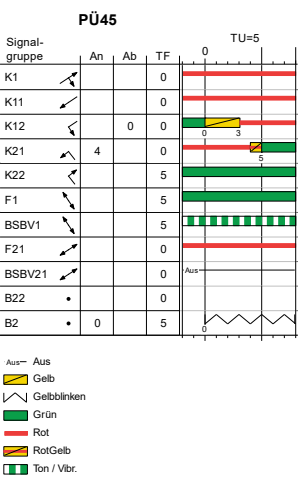 PÜ45
TU=5
Signal-
gruppe An Ab TF 0
K1 0
K11 0
K12 0 0 0 3
K21 4 0 5
K22 5
F1 5
BSBV1 5
F21 0
BSBV21 0 Aus
B22 0
B2 0 5 0
Aus Aus
Gelb
Gelbblinken
Grün
Rot
RotGelb
Ton / Vibr.